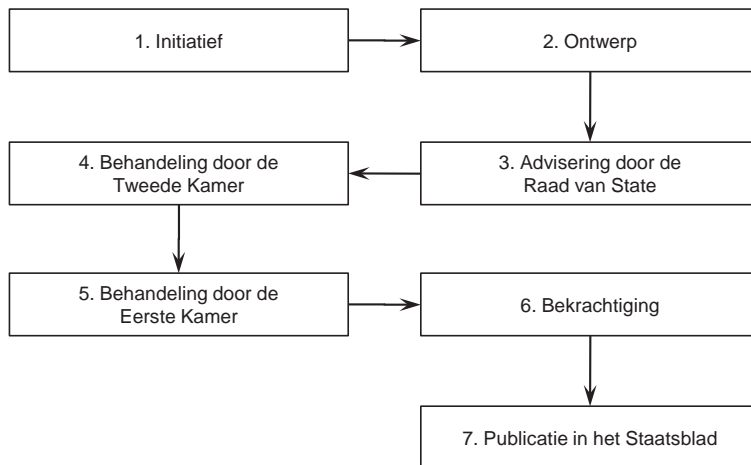 1. Initiatief
2. Ontwerp
3. Advisering door de
Raad van State
4. Behandeling door de
Tweede Kamer
5. Behandeling door de
Eerste Kamer
6. Bekrachtiging
7. Publicatie in het Staatsblad